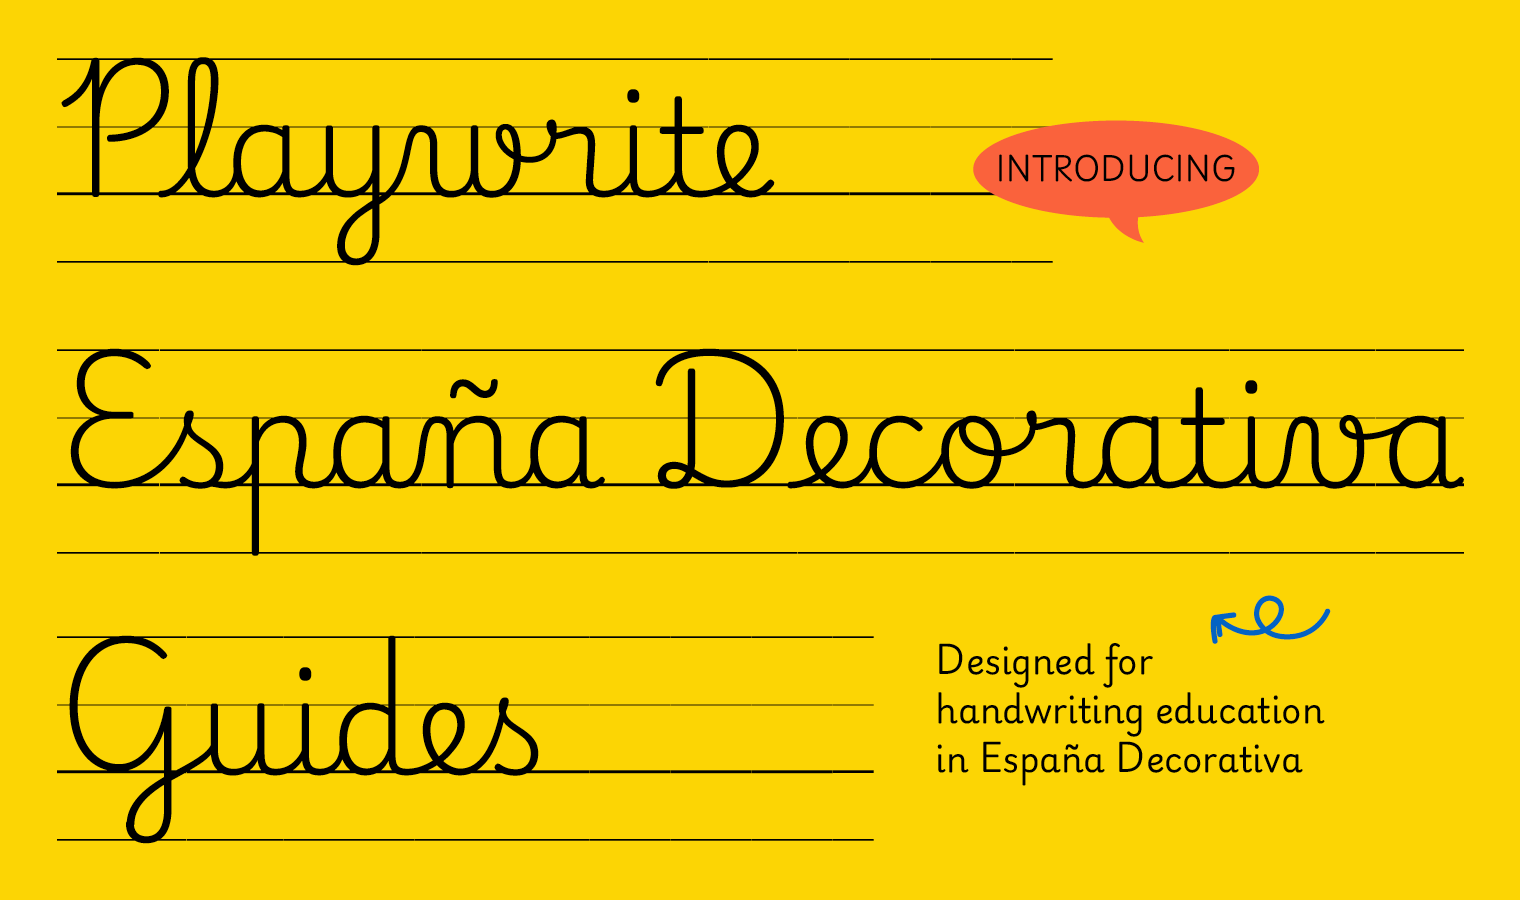 Playwrite
INTRODUCING
España Decorativa
Guides
Designed for
handwriting education
in España Decorativa